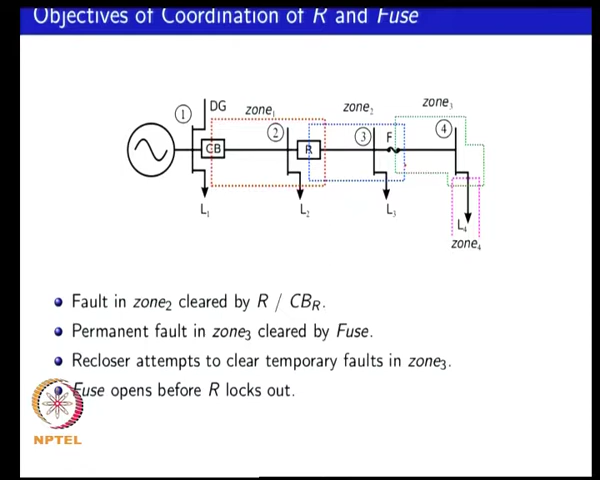 Objectives of Coordination of R and Fuse
DG
zone₁
zone₂
zone₃
1
2
3
4
CB
R
F
L₁
L₂
L₃
L₄
zone₄
Fault in zone₂ cleared by R / CB_R.
Permanent fault in zone₃ cleared by Fuse.
Recloser attempts to clear temporary faults in zone₃.
Fuse opens before R locks out.
NPTEL